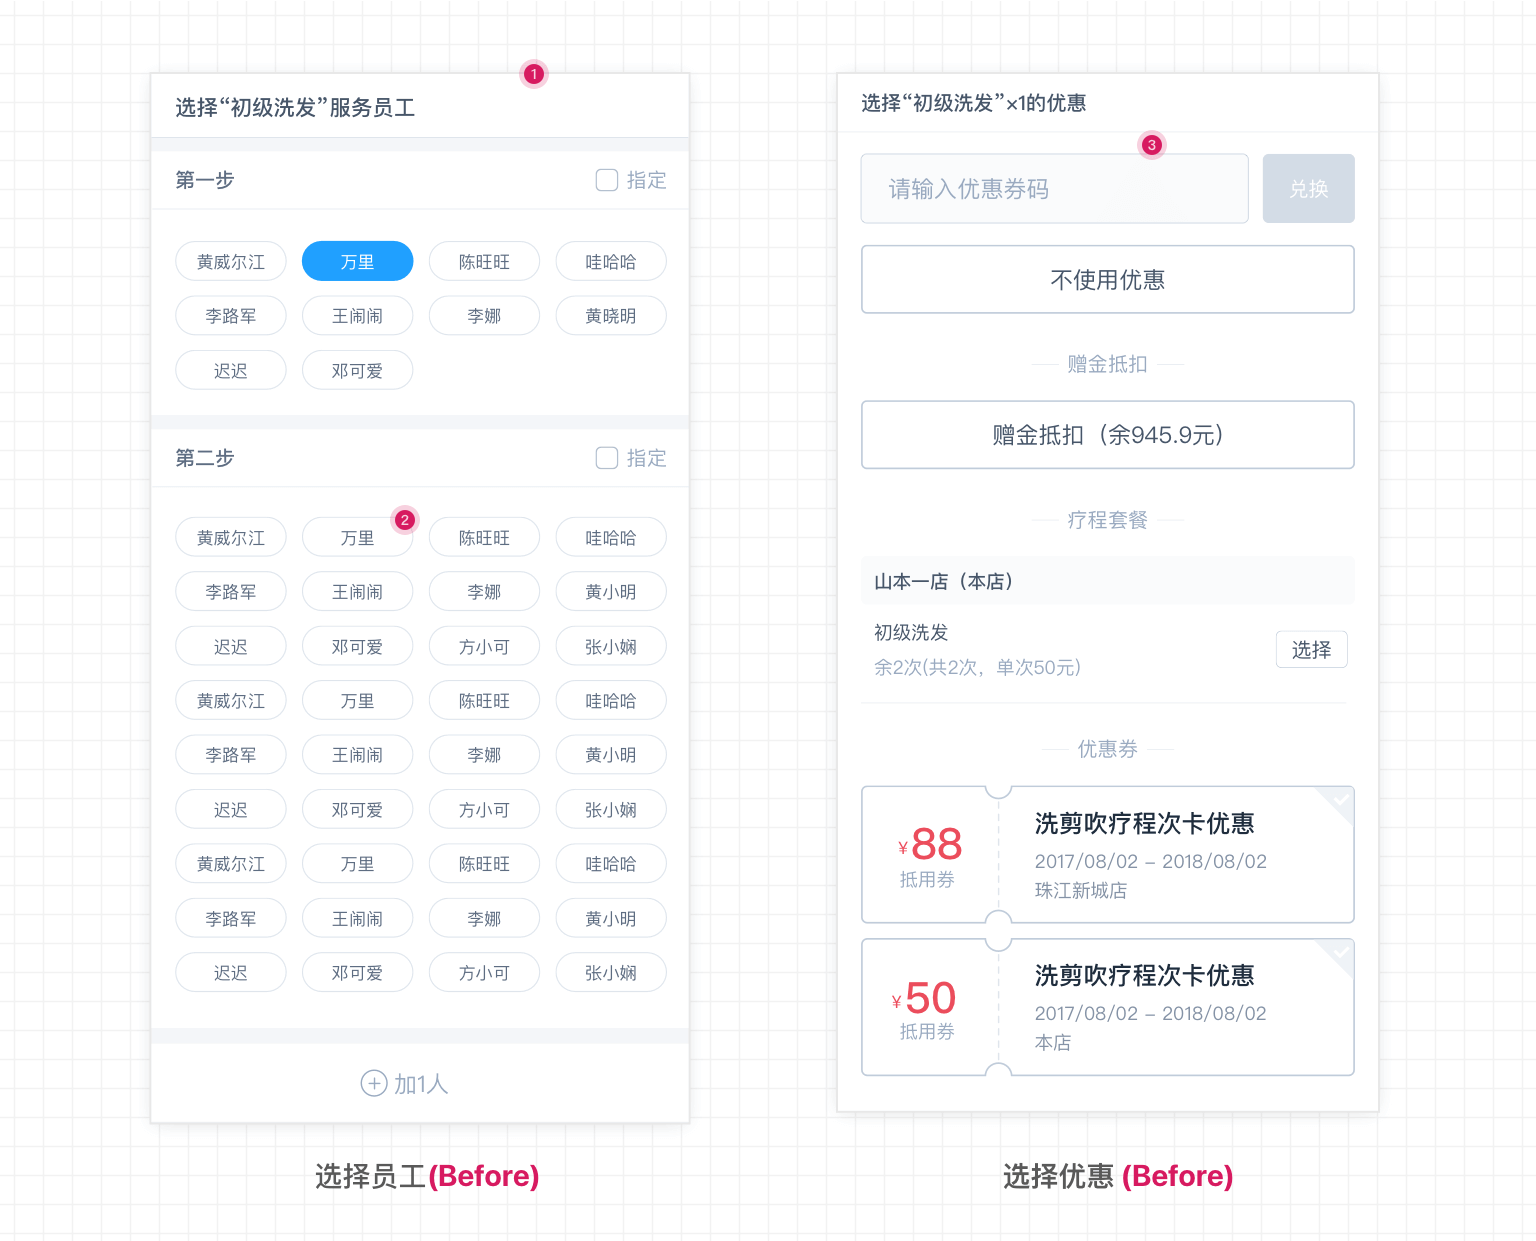 1
选择“初级洗发”服务员工
第一步
指定
黄威尔江 万里 陈旺旺 哇哈哈
李路军 王闹闹 李娜 黄晓明
迟迟 邓可爱
第二步
指定
2
黄威尔江 万里 陈旺旺 哇哈哈
李路军 王闹闹 李娜 黄小明
迟迟 邓可爱 方小可 张小娴
黄威尔江 万里 陈旺旺 哇哈哈
李路军 王闹闹 李娜 黄小明
迟迟 邓可爱 方小可 张小娴
黄威尔江 万里 陈旺旺 哇哈哈
李路军 王闹闹 李娜 黄小明
迟迟 邓可爱 方小可 张小娴
加1人
选择员工(Before)
选择“初级洗发”×1的优惠
3
请输入优惠券码
兑换
不使用优惠
赠金抵扣
赠金抵扣（余945.9元）
疗程套餐
山本一店（本店）
初级洗发
余2次(共2次，单次50元)
选择
优惠券
¥88
抵用券
洗剪吹疗程次卡优惠
2017/08/02 – 2018/08/02
珠江新城店
¥50
抵用券
洗剪吹疗程次卡优惠
2017/08/02 – 2018/08/02
本店
选择优惠 (Before)